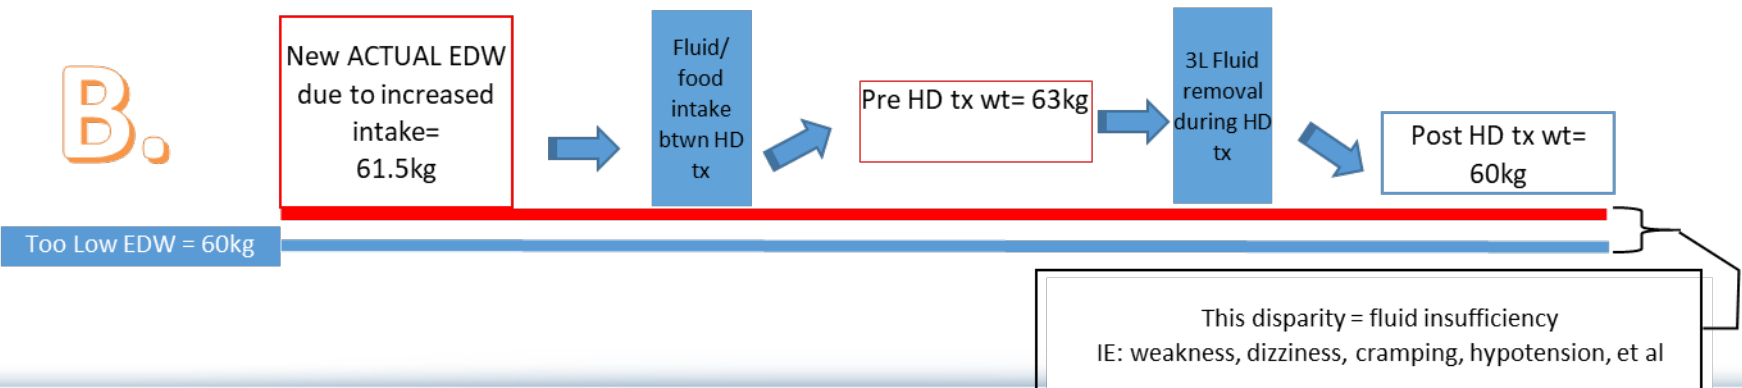 B.
New ACTUAL EDW
due to increased
intake=
61.5kg
Fluid/
food
intake
btwn HD
tx
Pre HD tx wt= 63kg
3L Fluid
removal
during HD
tx
Post HD tx wt=
60kg
Too Low EDW = 60kg
This disparity = fluid insufficiency
IE: weakness, dizziness, cramping, hypotension, et al